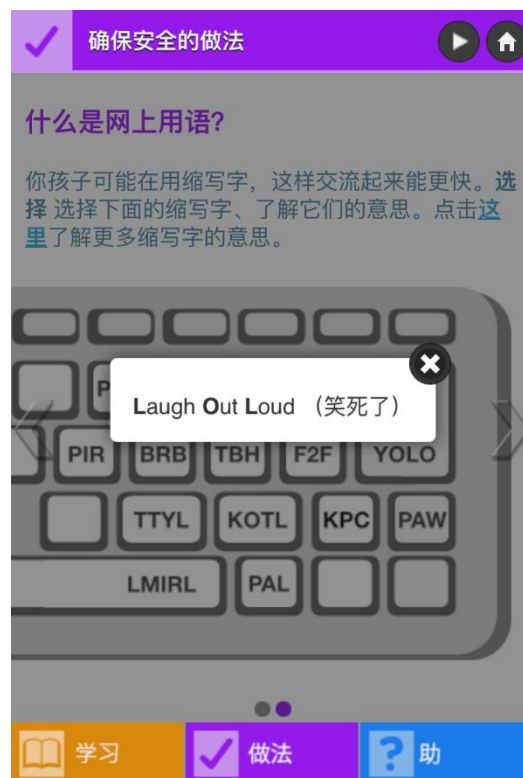 确保安全的做法
什么是网上用语?
你孩子可能在用缩写字，这样交流起来能更快。选
择 选择下面的缩写字、了解它们的意思。点击这
里了解更多缩写字的意思。
P
Laugh Out Loud （笑死了）
PIR BRB TBH F2F YOLO
TTYL KOTL KPC PAW
LMIRL PAL
学习 做法 助